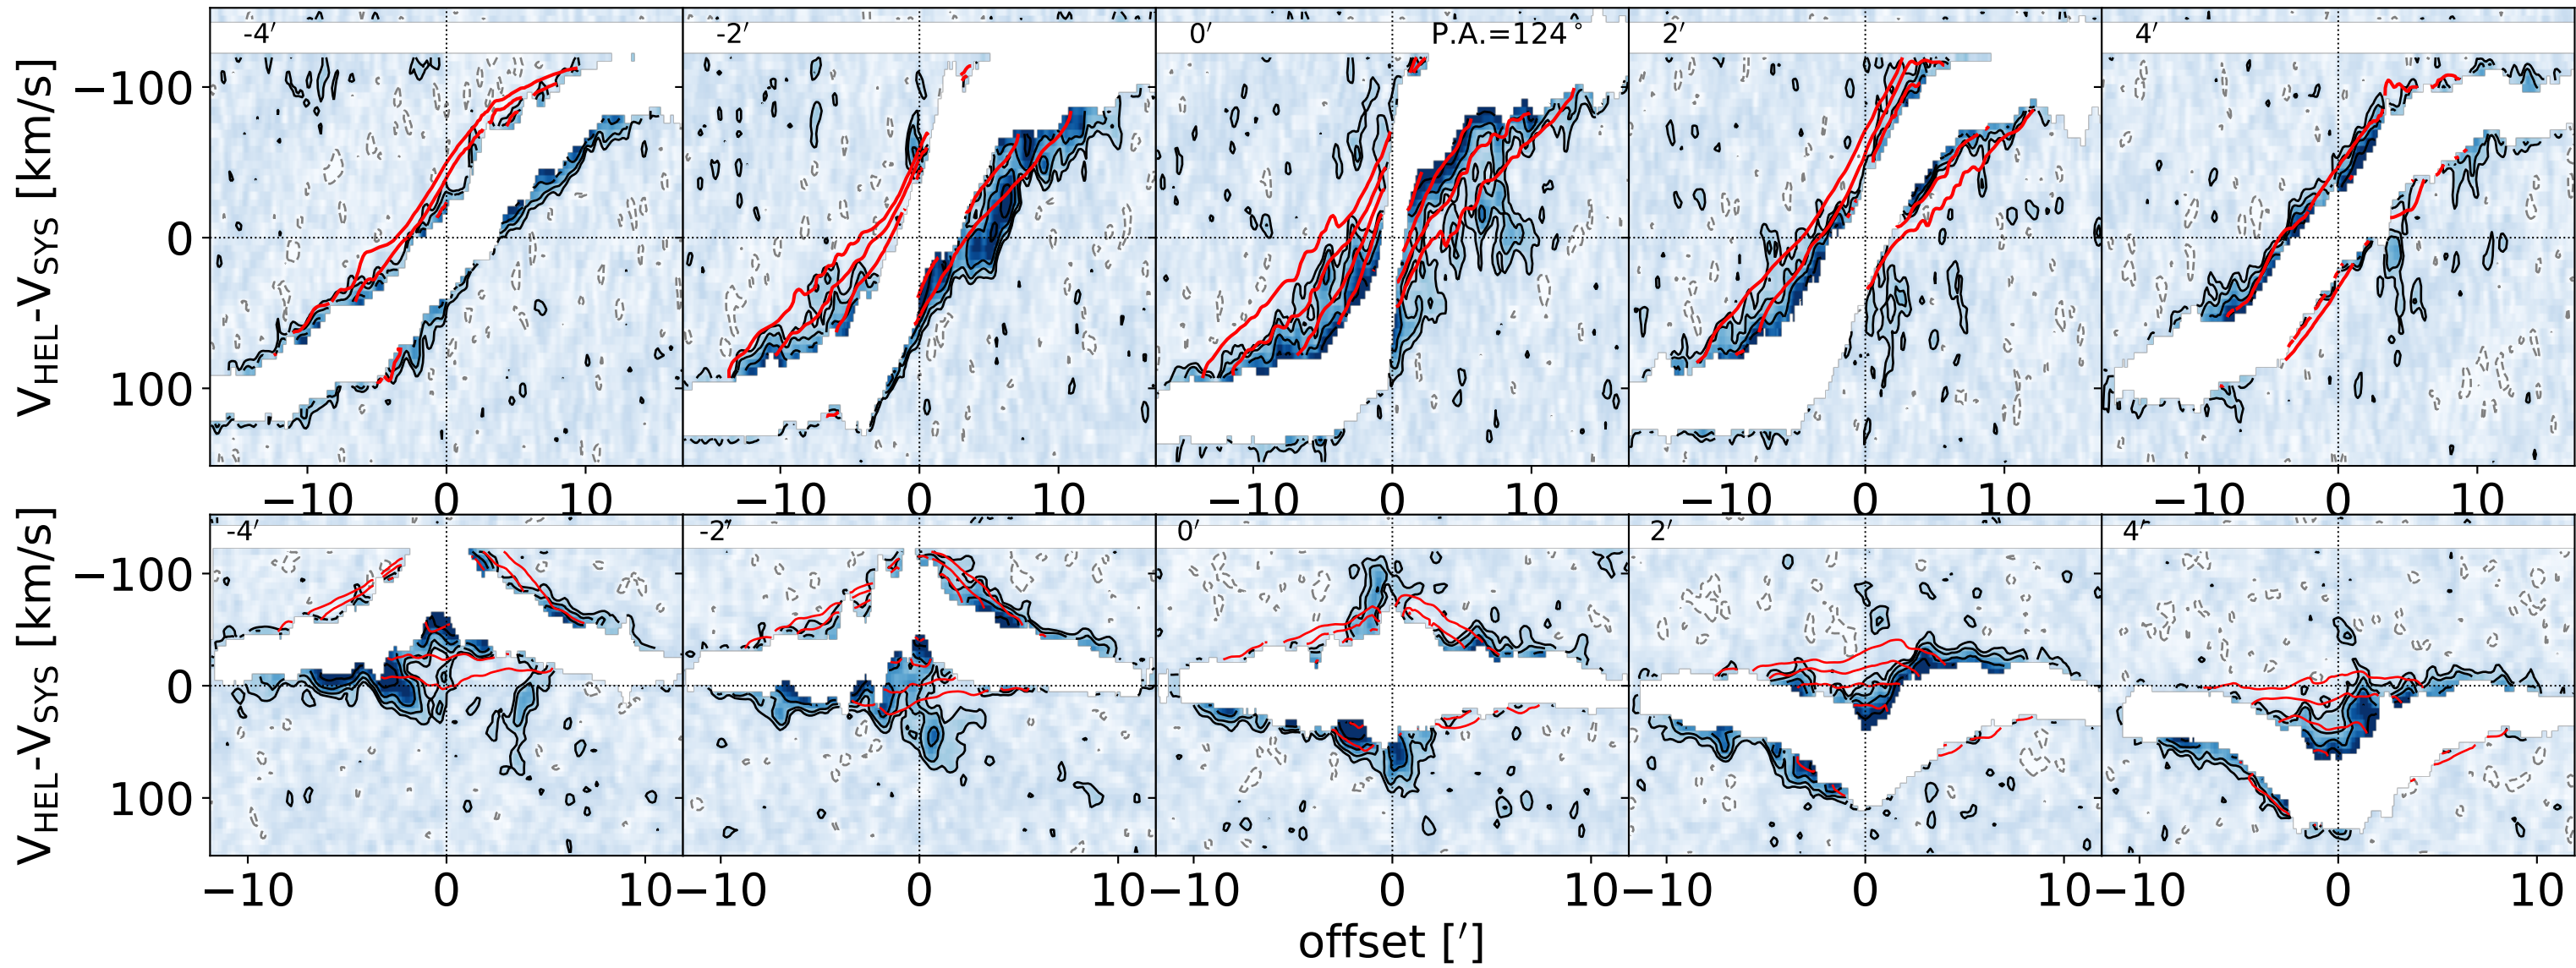 -4′ -2′ 0′ P.A.=124° 2′ 4′
V_HEL-V_SYS [km/s]
−100
0
100
−10 0 10 −10 0 10 −10 0 10 −10 0 10 −10 0 10
-4′ -2′ 0′ 2′ 4′
V_HEL-V_SYS [km/s]
−100
0
100
−10 0 10 −10 0 10 −10 0 10 −10 0 10 −10 0 10
offset [′]